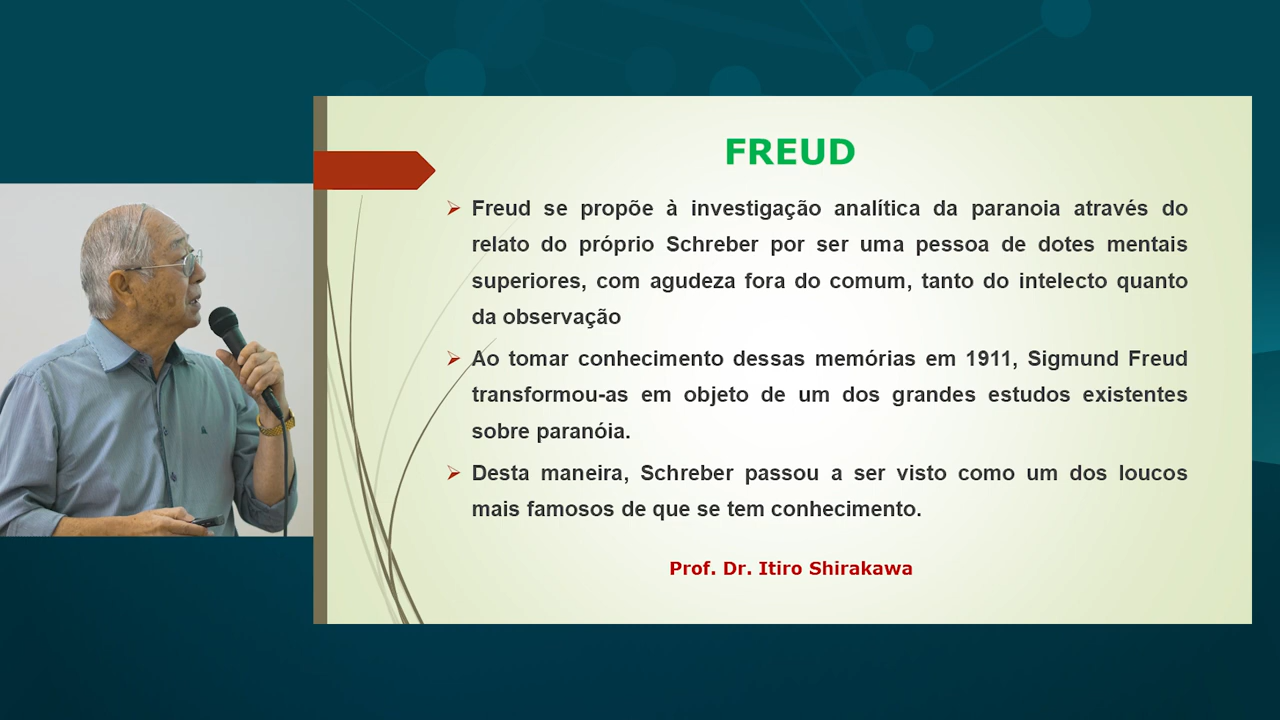 FREUD
Freud se propõe à investigação analítica da paranoia através do
relato do próprio Schreber por ser uma pessoa de dotes mentais
superiores, com agudeza fora do comum, tanto do intelecto quanto
da observação
Ao tomar conhecimento dessas memórias em 1911, Sigmund Freud
transformou-as em objeto de um dos grandes estudos existentes
sobre paranóia.
Desta maneira, Schreber passou a ser visto como um dos loucos
mais famosos de que se tem conhecimento.
Prof. Dr. Itiro Shirakawa